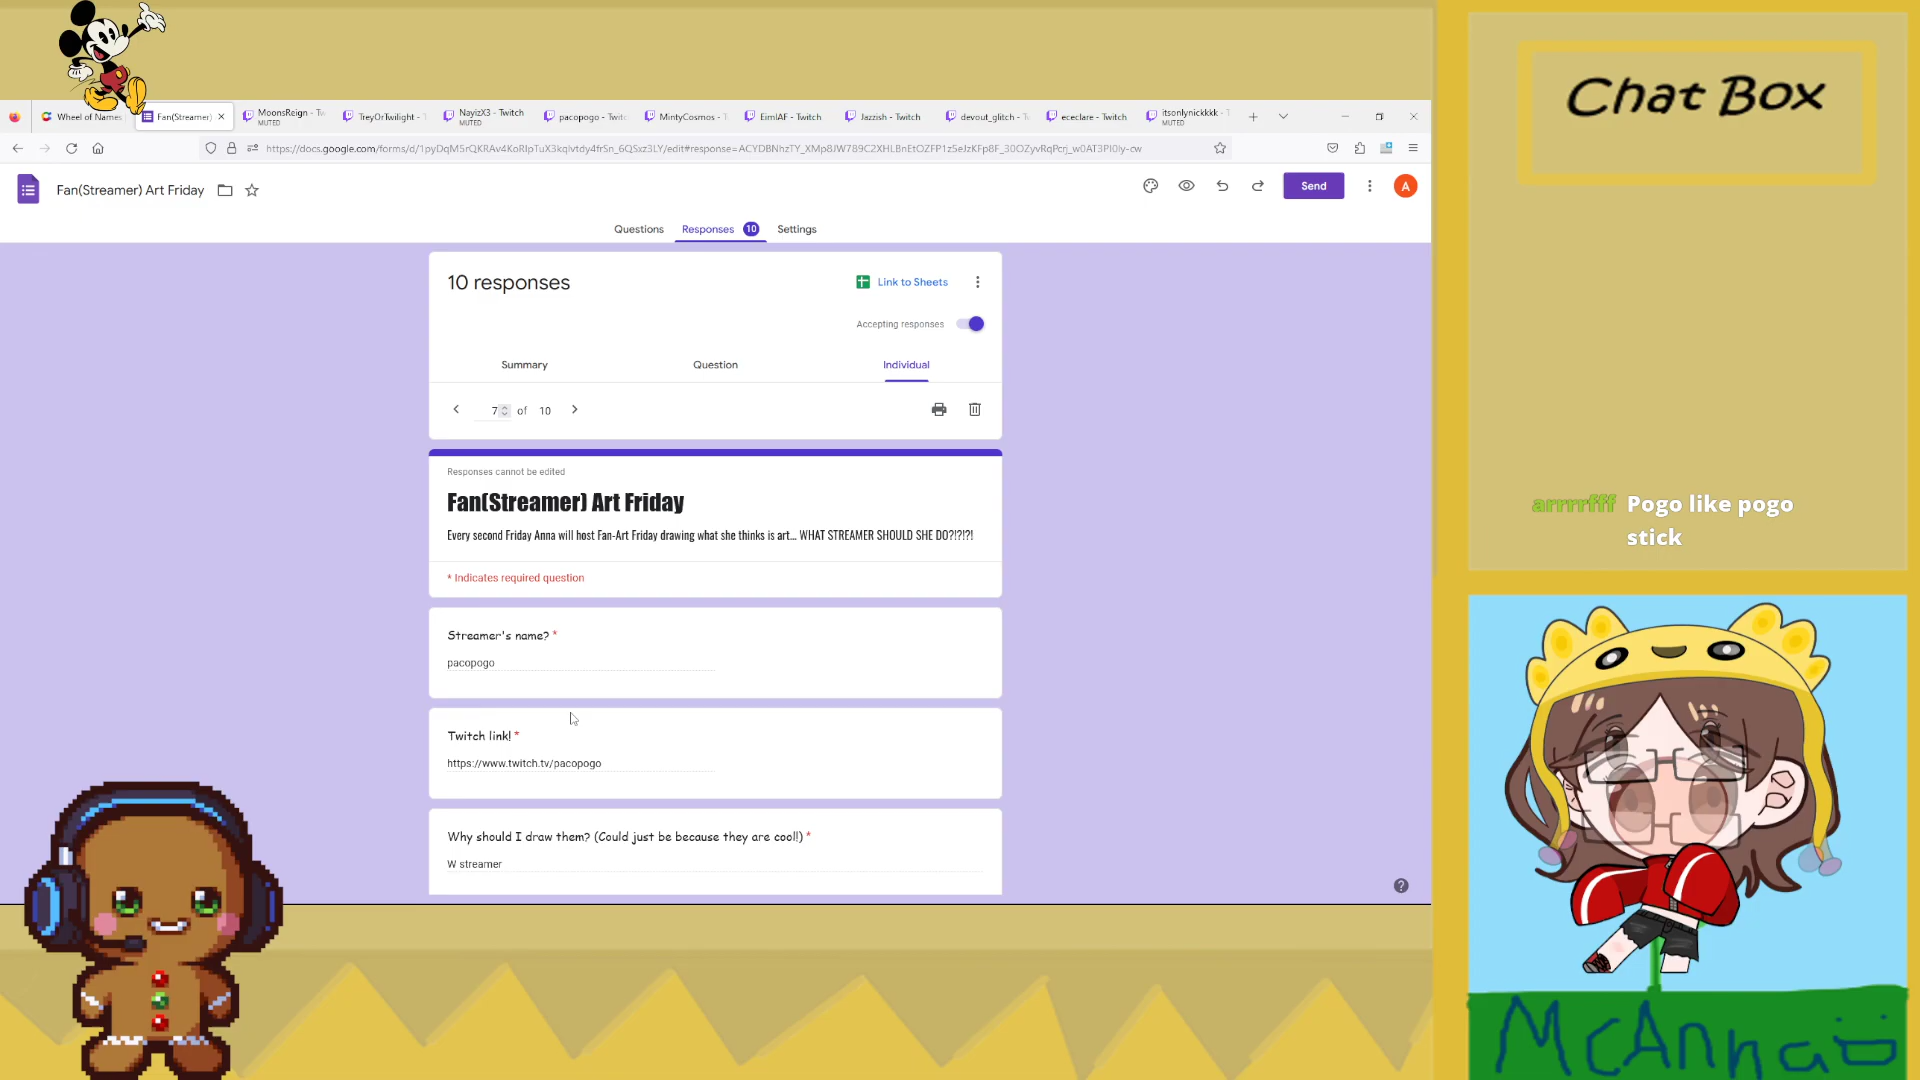 Wheel of Names
Fan(Streamer)
MoonsReign - Tw
MUTED
TreyOrTwilight - T
NayizX3 - Twitch
MUTED
pacopogo - Twitc
MintyCosmos - T
EimIAF - Twitch
Jazzish - Twitch
devout_glitch - Tw
ececlare - Twitch
itsonlynickkkk - T
MUTED
Fan(Streamer) Art Friday
Send
A
Questions
Responses 10
Settings
10 responses
Link to Sheets
Accepting responses
Summary
Question
Individual
7 of 10
Responses cannot be edited
Fan(Streamer) Art Friday
Every second Friday Anna will host Fan-Art Friday drawing what she thinks is art... WHAT STREAMER SHOULD SHE DO?!?!?!
* Indicates required question
Streamer's name? *
pacopogo
Twitch link! *
https://www.twitch.tv/pacopogo
Why should I draw them? (Could just be because they are cool!) *
W streamer
Chat Box
arrrrfff Pogo like pogo
stick
McAnna